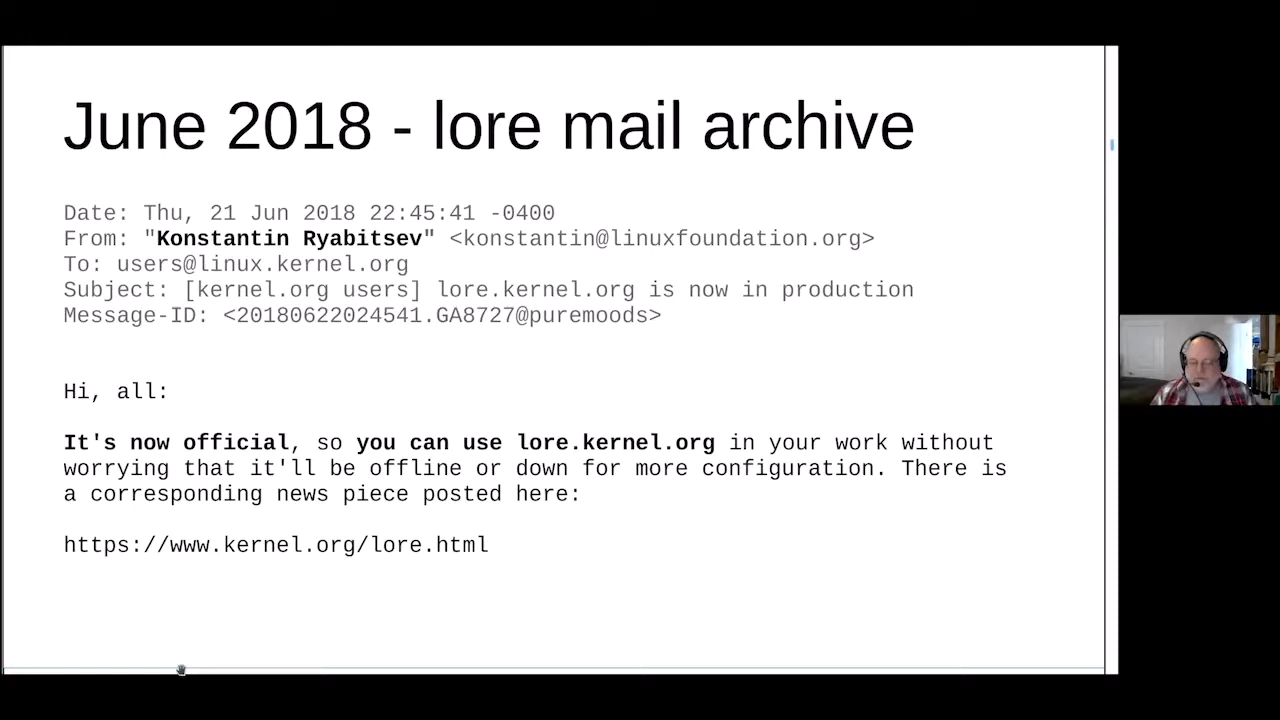 June 2018 - lore mail archive
Date: Thu, 21 Jun 2018 22:45:41 -0400
From: "Konstantin Ryabitsev" <konstantin@linuxfoundation.org>
To: users@linux.kernel.org
Subject: [kernel.org users] lore.kernel.org is now in production
Message-ID: <20180622024541.GA8727@puremoods>
Hi, all:
It's now official, so you can use lore.kernel.org in your work without
worrying that it'll be offline or down for more configuration. There is
a corresponding news piece posted here:
https://www.kernel.org/lore.html